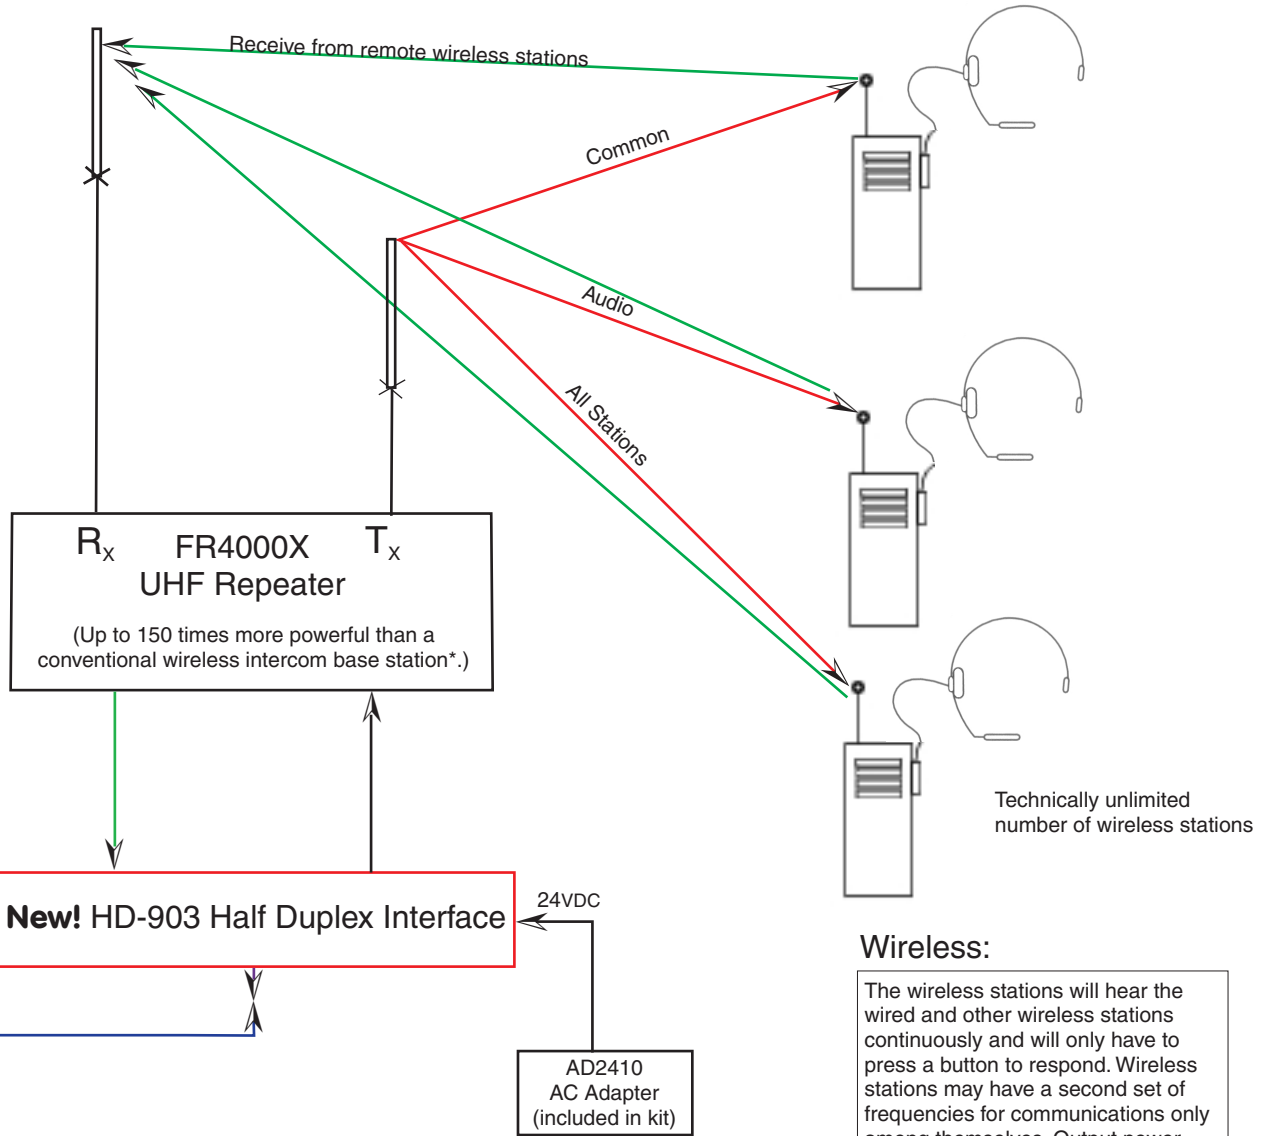 Receive from remote wireless stations
Common
Audio
All Stations
Rx
FR4000X
Tx
UHF Repeater
(Up to 150 times more powerful than a
conventional wireless intercom base station*.)
Technically unlimited
number of wireless stations
New! HD-903 Half Duplex Interface
24VDC
AD2410
AC Adapter
(included in kit)
Wireless:
The wireless stations will hear the
wired and other wireless stations
continuously and will only have to
press a button to respond. Wireless
stations may have a second set of
frequencies for communications only
among themselves. Output power